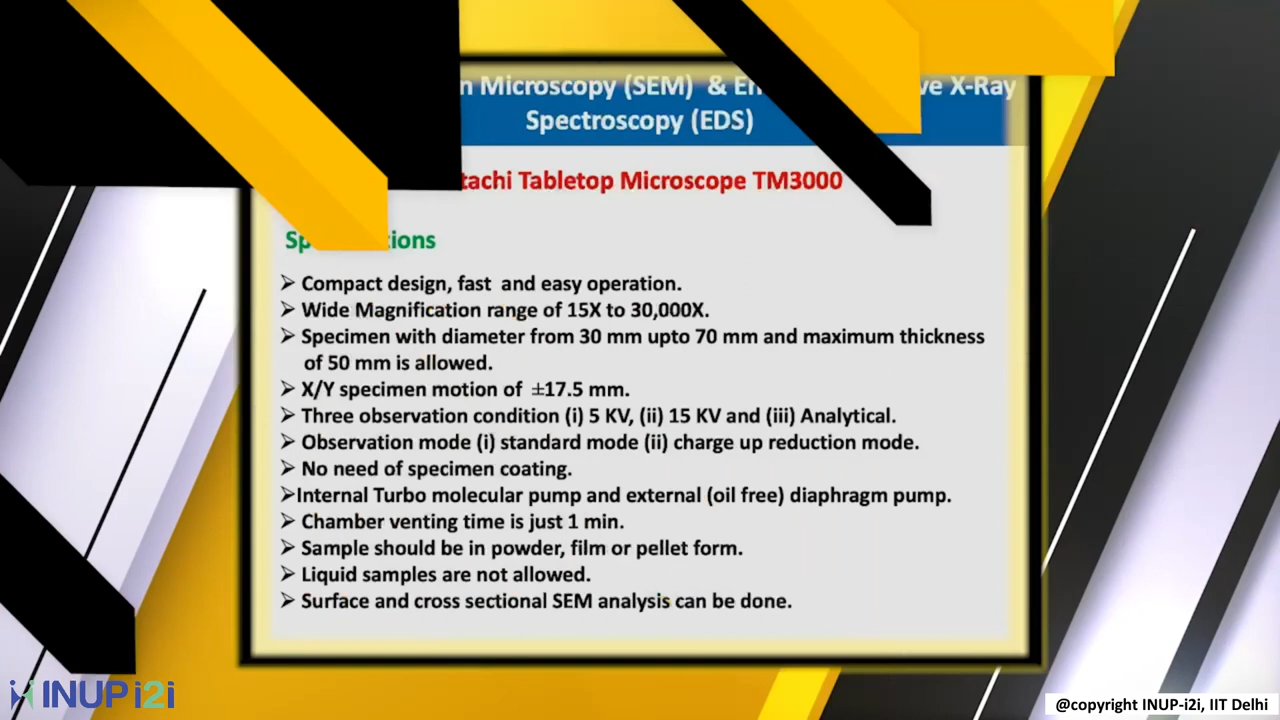 n Microscopy (SEM) & En ve X-Ray
Spectroscopy (EDS)
tachi Tabletop Microscope TM3000
Sp ions
➢ Compact design, fast and easy operation.
➢ Wide Magnification range of 15X to 30,000X.
➢ Specimen with diameter from 30 mm upto 70 mm and maximum thickness
of 50 mm is allowed.
➢ X/Y specimen motion of ±17.5 mm.
➢ Three observation condition (i) 5 KV, (ii) 15 KV and (iii) Analytical.
➢ Observation mode (i) standard mode (ii) charge up reduction mode.
➢ No need of specimen coating.
➢Internal Turbo molecular pump and external (oil free) diaphragm pump.
➢ Chamber venting time is just 1 min.
➢ Sample should be in powder, film or pellet form.
➢ Liquid samples are not allowed.
➢ Surface and cross sectional SEM analysis can be done.
INUP i2i
@copyright INUP-i2i, IIT Delhi